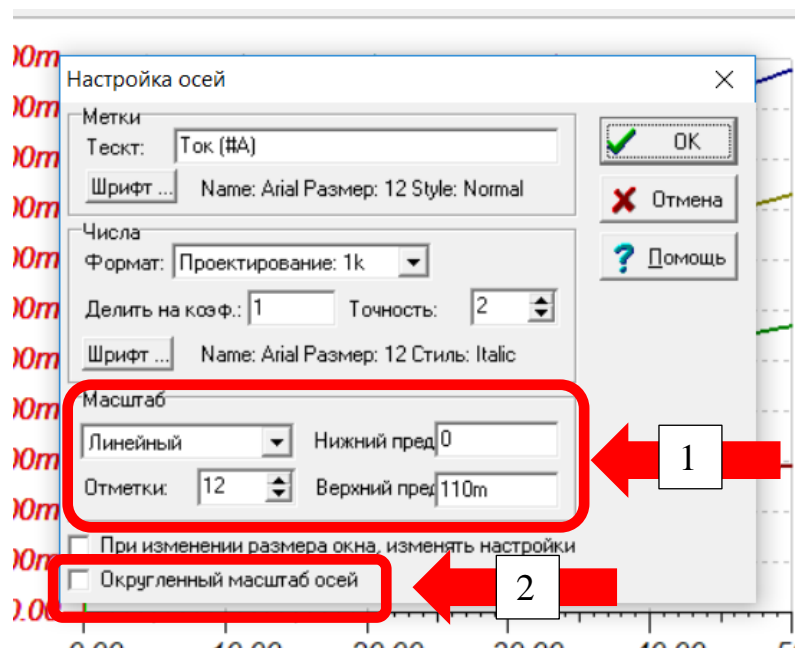 Настройка осей
Метки
Тескт: Ток (#A)
Шрифт ... Name: Arial Размер: 12 Style: Normal
OK
Отмена
Помощь
Числа
Формат: Проектирование: 1k
Делить на коэф.: 1 Точность: 2
Шрифт ... Name: Arial Размер: 12 Стиль: Italic
Масштаб
Линейный Нижний пред 0
Отметки: 12 Верхний пред 110m
1
При изменении размера окна, изменять настройки
Округленный масштаб осей
2